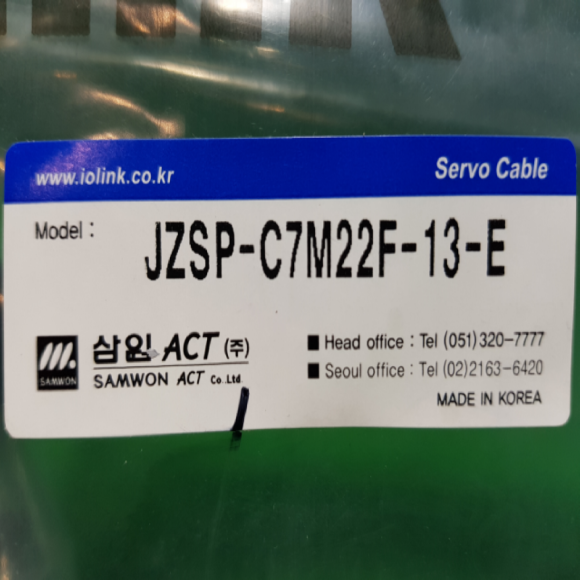 www.iolink.co.kr
Servo Cable
Model :
JZSP-C7M22F-13-E
SAMWON
삼원 ACT (주)
SAMWON ACT Co.,Ltd
■ Head office : Tel (051)320-7777
■ Seoul office : Tel (02)2163-6420
MADE IN KOREA